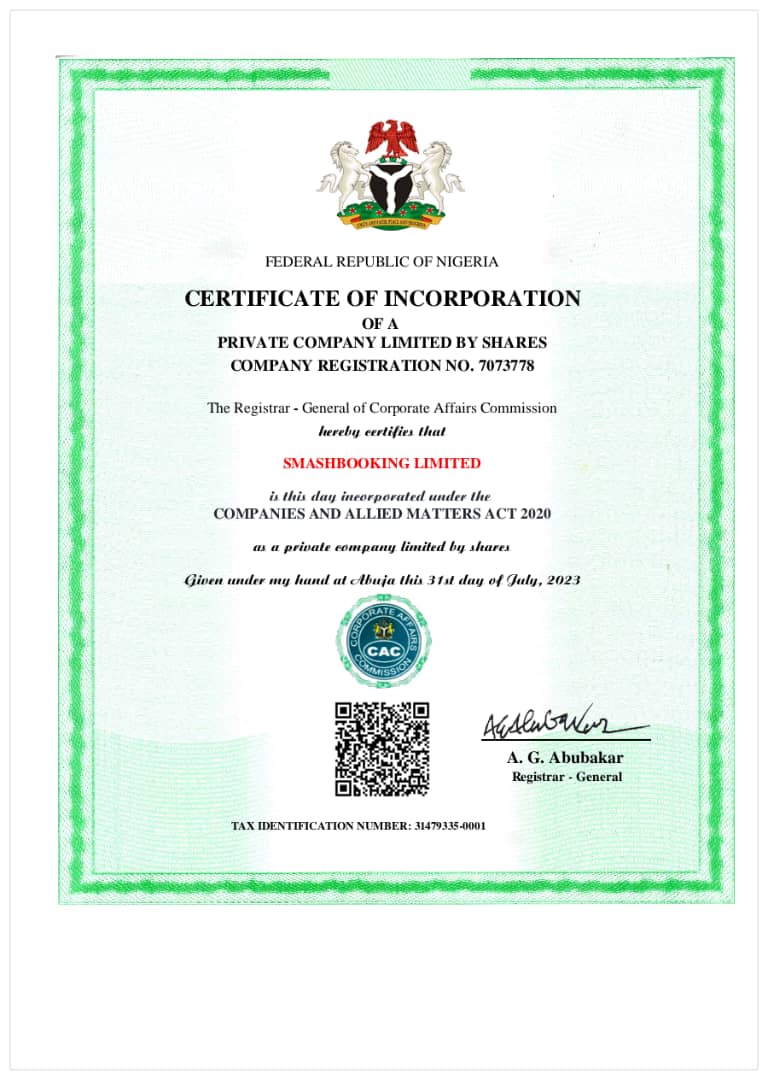 FEDERAL REPUBLIC OF NIGERIA
CERTIFICATE OF INCORPORATION
OF A
PRIVATE COMPANY LIMITED BY SHARES
COMPANY REGISTRATION NO. 7073778
The Registrar - General of Corporate Affairs Commission
hereby certifies that
SMASHBOOKING LIMITED
is this day incorporated under the
COMPANIES AND ALLIED MATTERS ACT 2020
as a private company limited by shares
Given under my hand at Abuja this 31st day of July, 2023
CORPORATE AFFAIRS
CAC
COMMISSION
A. G. Abubakar
Registrar - General
TAX IDENTIFICATION NUMBER: 31479335-0001